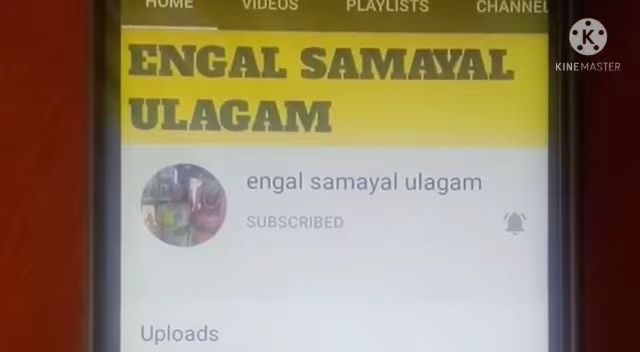 HOME VIDEOS PLAYLISTS CHANNEL
KINEMASTER
ENGAL SAMAYAL
ULAGAM
engal samayal ulagam
SUBSCRIBED
Uploads